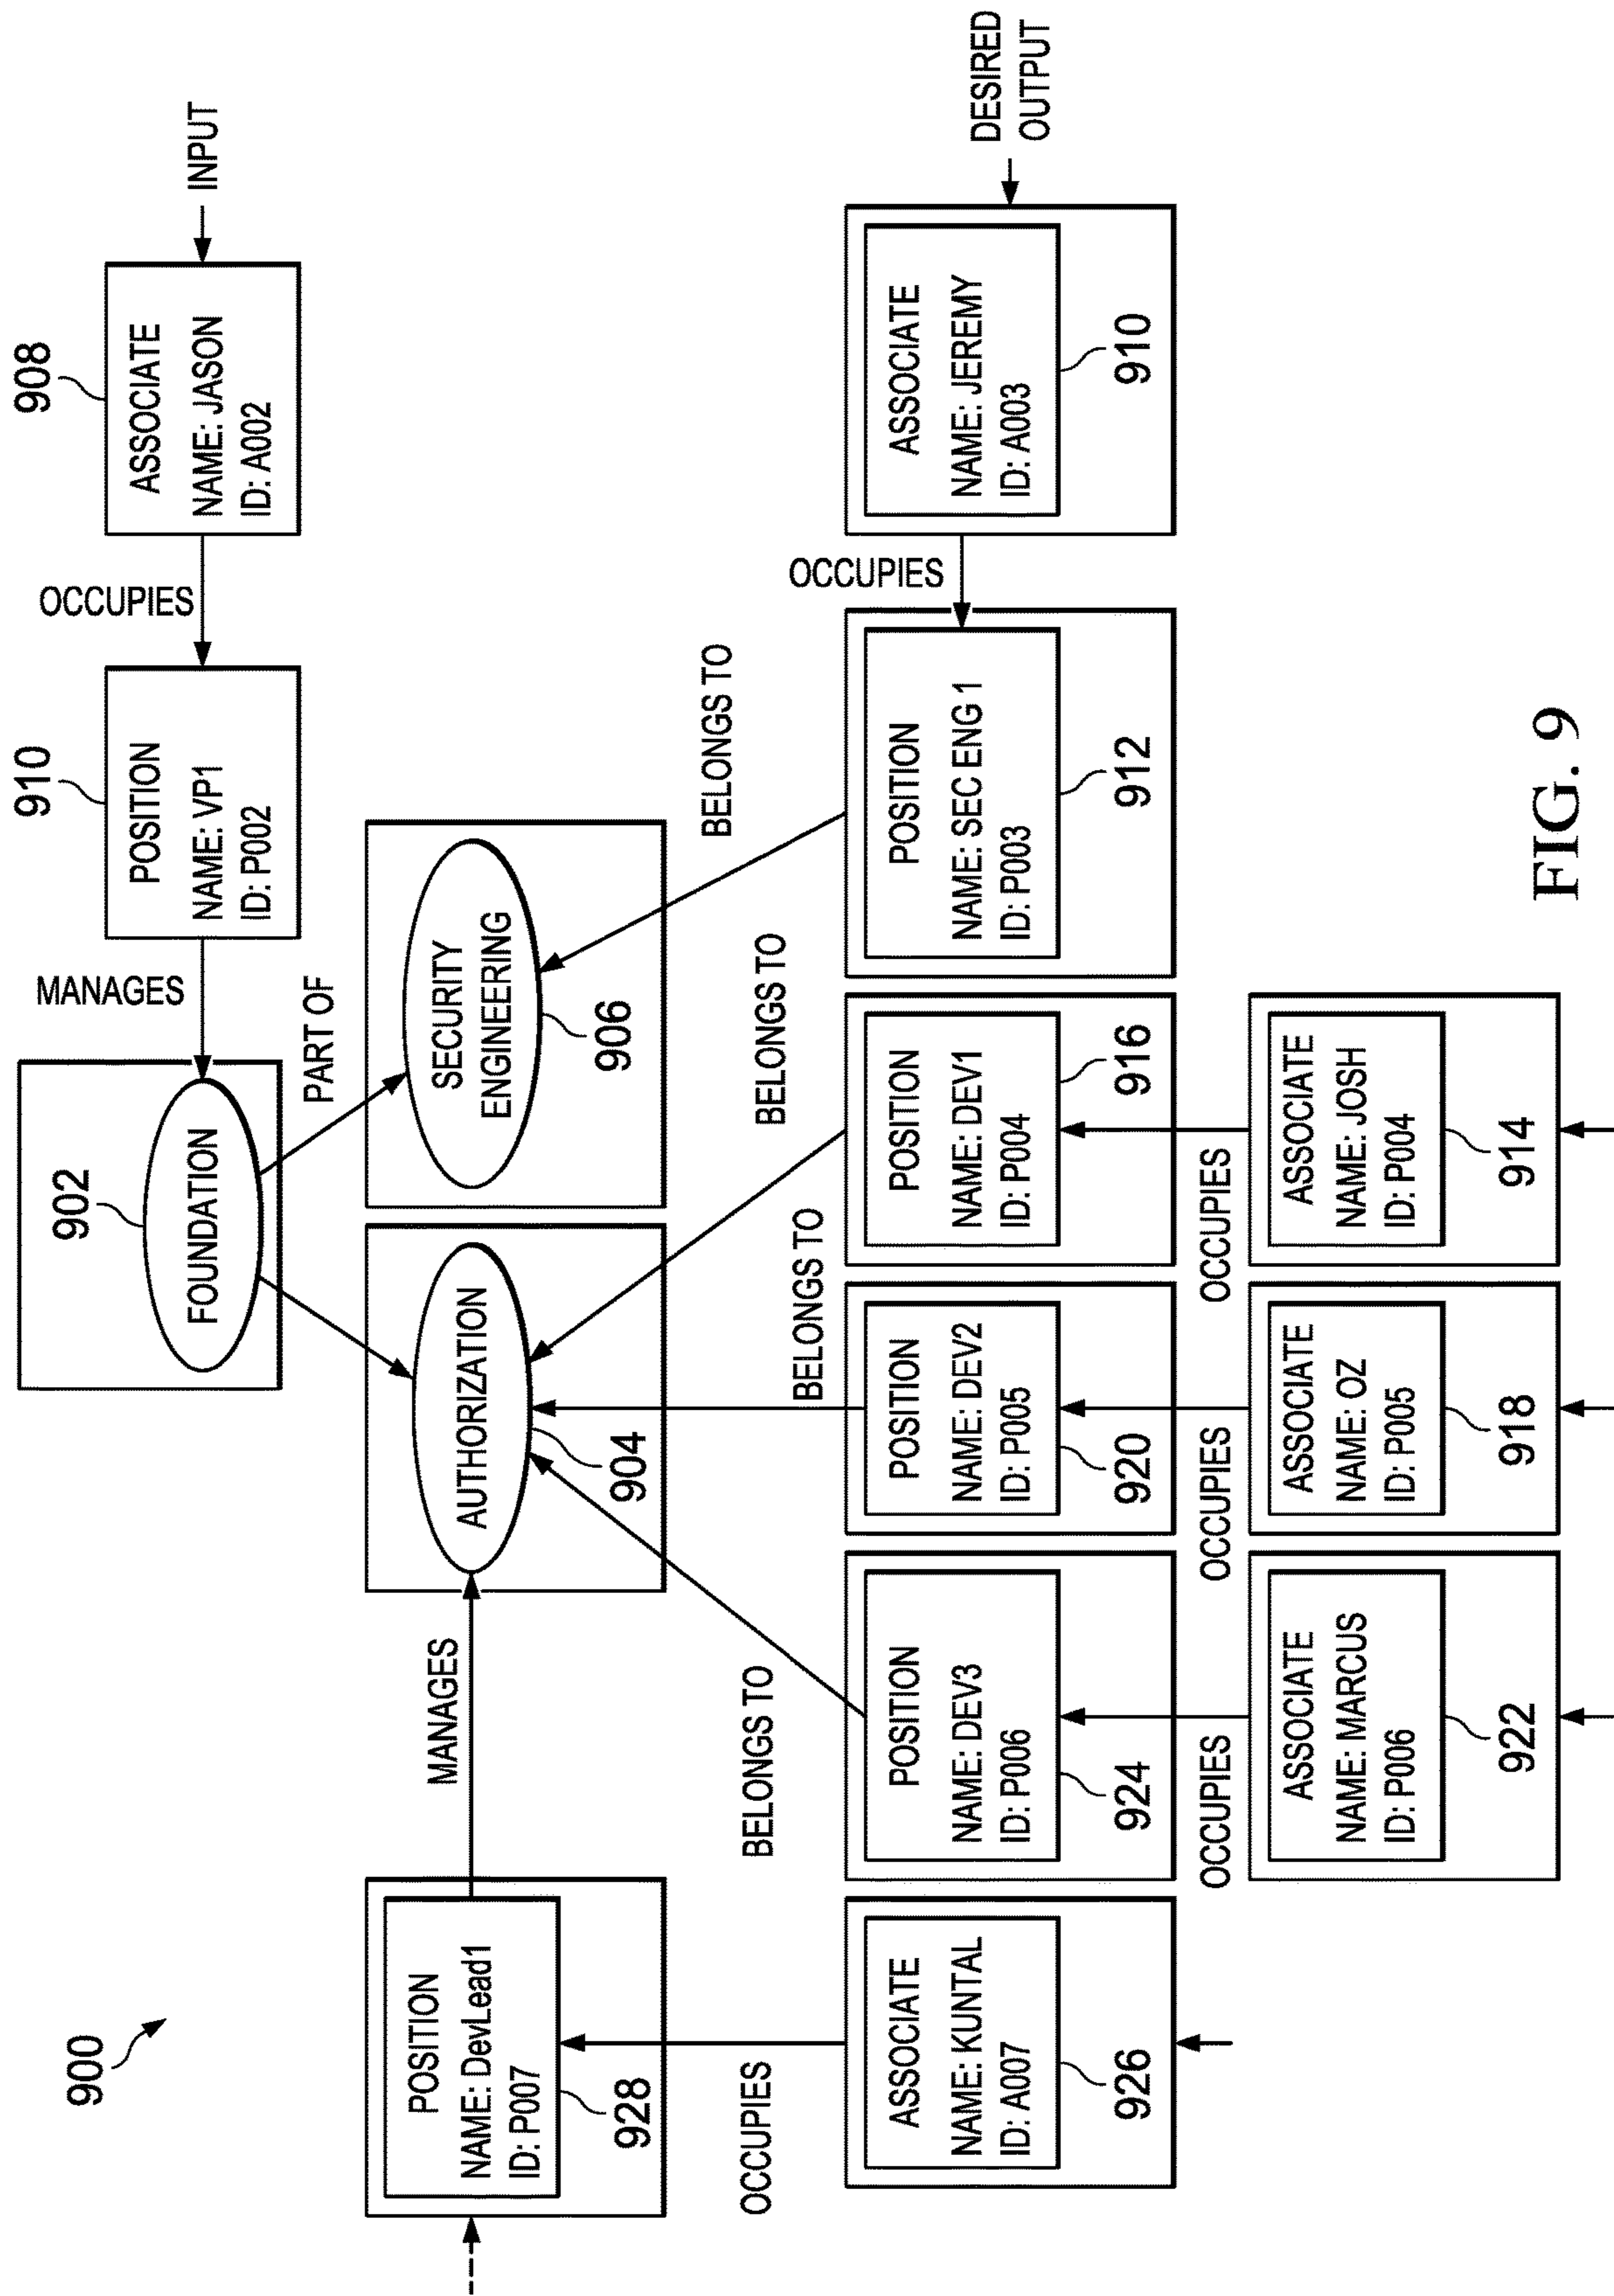 900
902
FOUNDATION
MANAGES
910
POSITION
NAME: VP1
ID: P002
OCCUPIES
908
ASSOCIATE
NAME: JASON
ID: A002
INPUT
PART OF
POSITION
NAME: DevLead1
ID: P007
928
MANAGES
AUTHORIZATION
904
SECURITY
ENGINEERING
906
OCCUPIES
BELONGS TO
BELONGS TO
BELONGS TO
BELONGS TO
ASSOCIATE
NAME: KUNTAL
ID: A007
926
POSITION
NAME: DEV3
ID: P006
924
POSITION
NAME: DEV2
ID: P005
920
POSITION
NAME: DEV1
ID: P004
916
POSITION
NAME: SEC ENG 1
ID: P003
912
OCCUPIES
ASSOCIATE
NAME: JEREMY
ID: A003
910
DESIRED
OUTPUT
OCCUPIES
OCCUPIES
OCCUPIES
ASSOCIATE
NAME: MARCUS
ID: P006
922
ASSOCIATE
NAME: OZ
ID: P005
918
ASSOCIATE
NAME: JOSH
ID: P004
914
FIG. 9